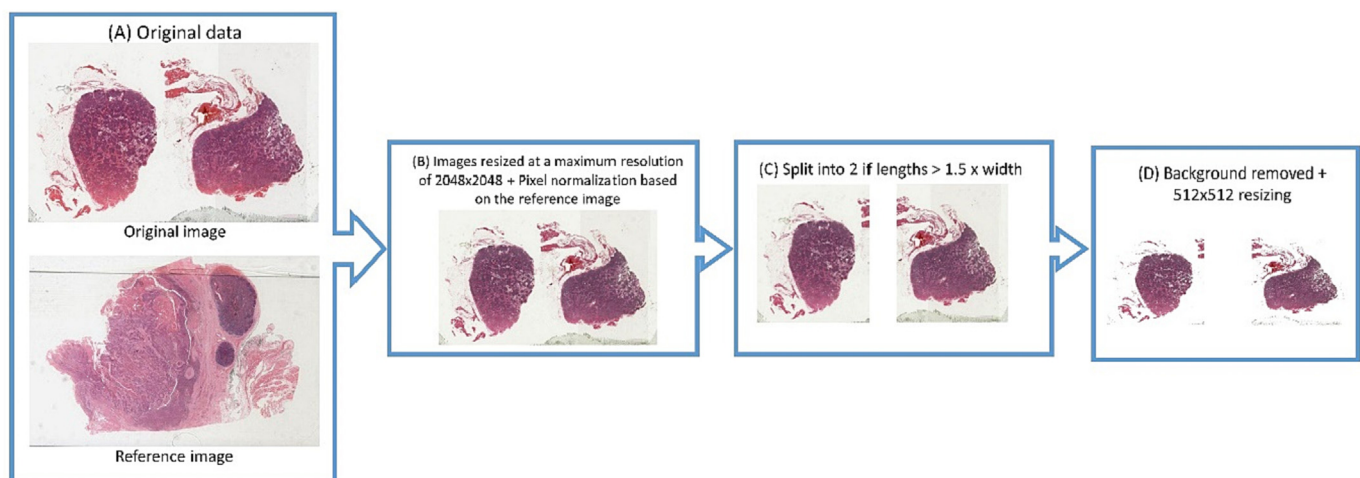 (A) Original data
Original image
Reference image
(B) Images resized at a maximum resolution
of 2048x2048 + Pixel normalization based
on the reference image
(C) Split into 2 if lengths > 1.5 x width
(D) Background removed +
512x512 resizing